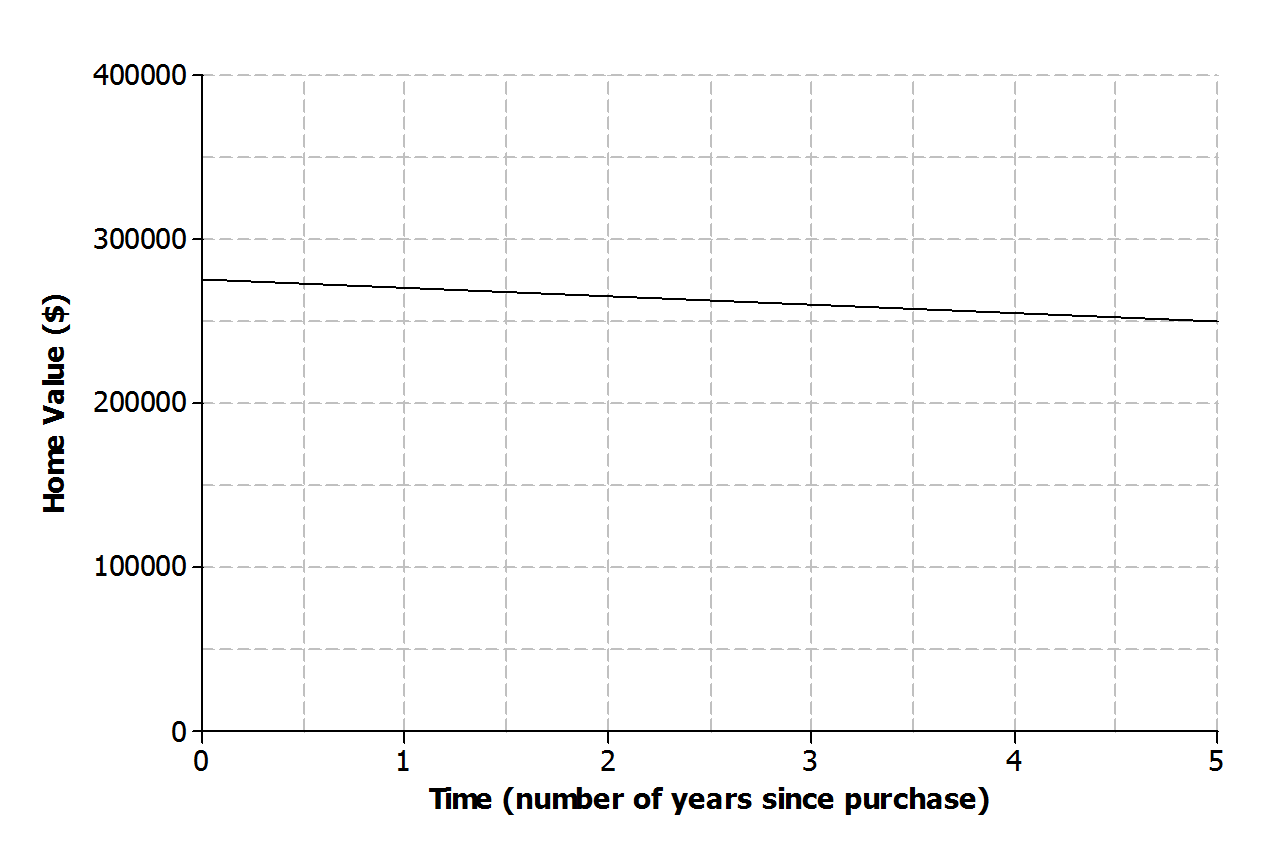 400000
300000
200000
100000
0
Home Value ($)
0 1 2 3 4 5
Time (number of years since purchase)